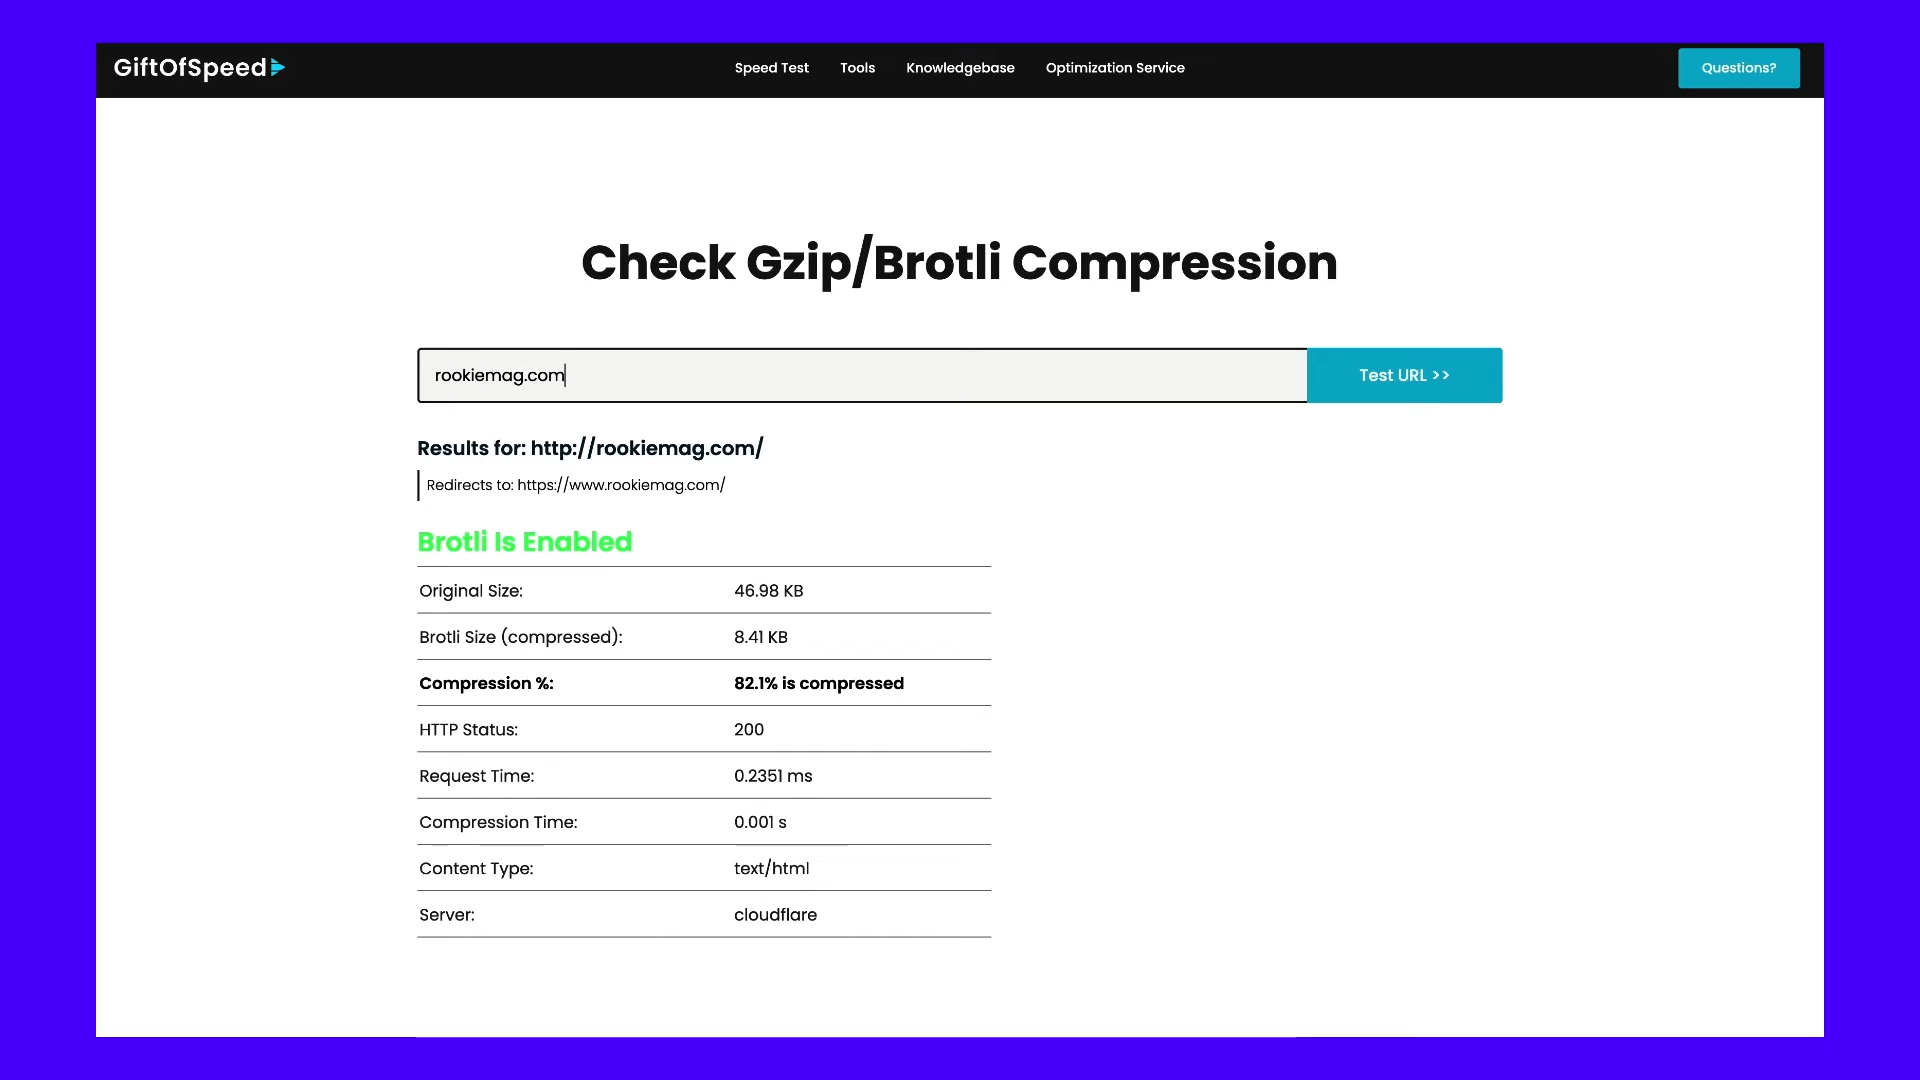 GiftOfSpeed
Speed Test Tools Knowledgebase Optimization Service
Questions?
Check Gzip/Brotli Compression
rookiemag.com
Test URL >>
Results for: http://rookiemag.com/
Redirects to: https://www.rookiemag.com/
Brotli Is Enabled
Original Size: 46.98 KB
Brotli Size (compressed): 8.41 KB
Compression %: 82.1% is compressed
HTTP Status: 200
Request Time: 0.2351 ms
Compression Time: 0.001 s
Content Type: text/html
Server: cloudflare